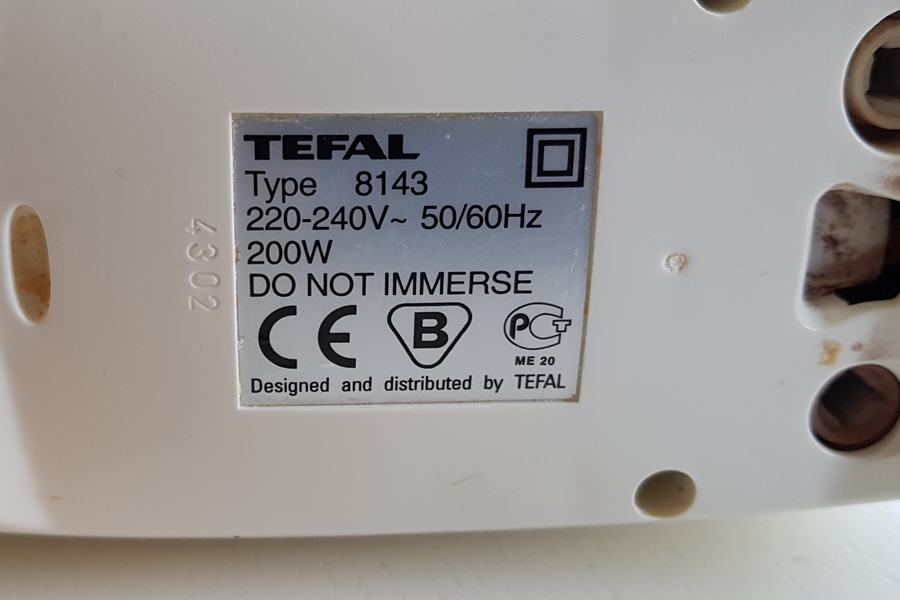 TEFAL
Type 8143
220-240V~ 50/60Hz
200W
DO NOT IMMERSE
CE B PCT
ME 20
Designed and distributed by TEFAL
4302